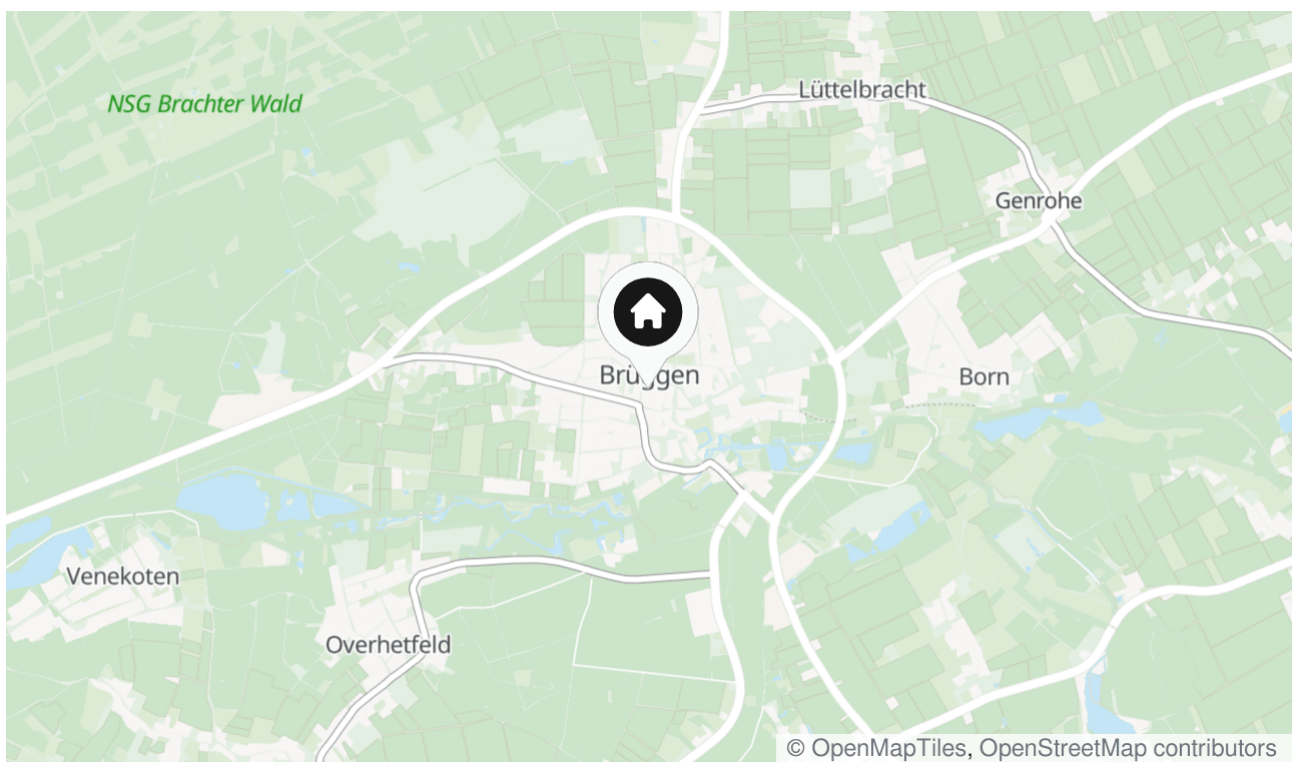 NSG Brachter Wald
Lüttelbracht
Genrohe
Brüggen
Born
Venekoten
Overhetfeld
© OpenMapTiles, OpenStreetMap contributors